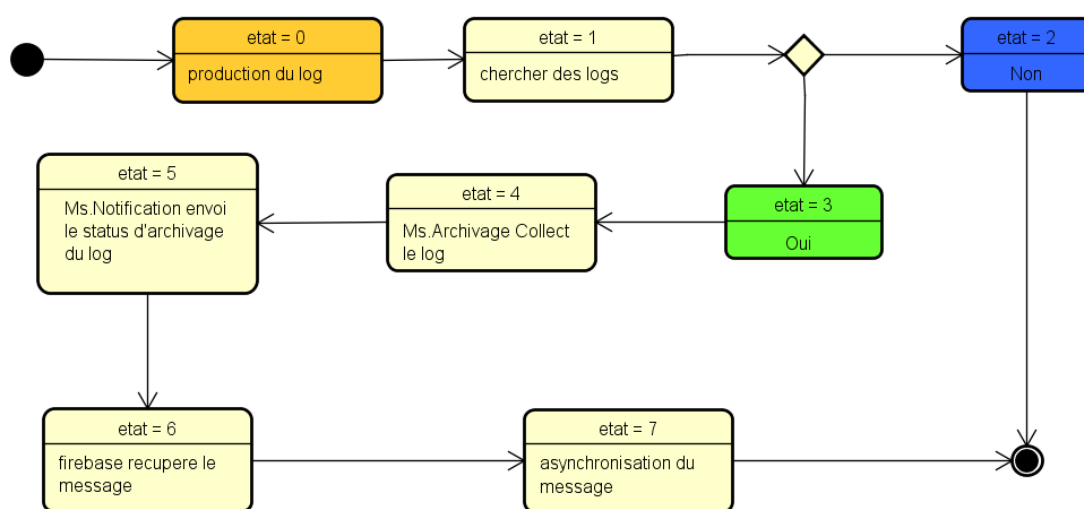 etat = 0
production du log
etat = 1
chercher des logs
etat = 2
Non
etat = 5
Ms.Notification envoi
le status d'archivage
du log
etat = 4
Ms.Archivage Collect
le log
etat = 3
Oui
etat = 6
firebase recupere le
message
etat = 7
asynchronisation du
message